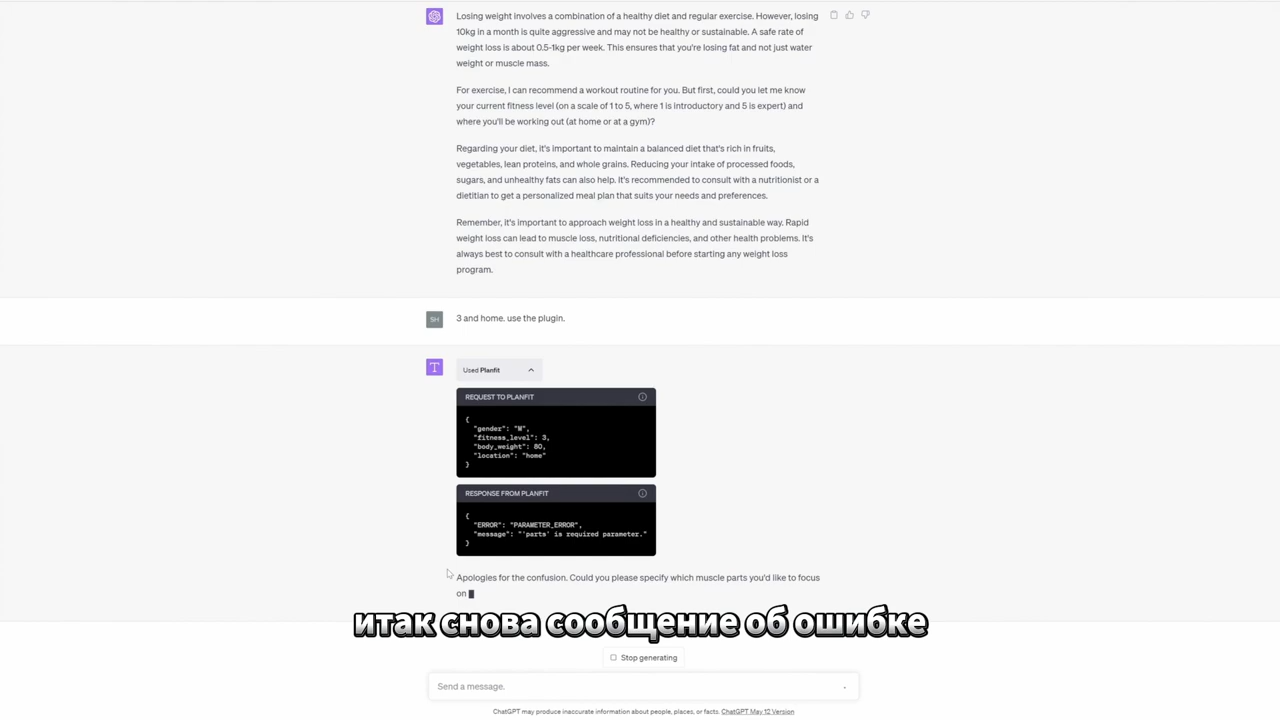 Losing weight involves a combination of a healthy diet and regular exercise. However, losing
10kg in a month is quite aggressive and may not be healthy or sustainable. A safe rate of
weight loss is about 0.5-1kg per week. This ensures that you're losing fat and not just water
weight or muscle mass.
For exercise, I can recommend a workout routine for you. But first, could you let me know
your current fitness level (on a scale of 1 to 5, where 1 is introductory and 5 is expert) and
where you'll be working out (at home or at a gym)?
Regarding your diet, it's important to maintain a balanced diet that's rich in fruits,
vegetables, lean proteins, and whole grains. Reducing your intake of processed foods,
sugars, and unhealthy fats can also help. It's recommended to consult with a nutritionist or a
dietitian to get a personalized meal plan that suits your needs and preferences.
Remember, it's important to approach weight loss in a healthy and sustainable way. Rapid
weight loss can lead to muscle loss, nutritional deficiencies, and other health problems. It's
always best to consult with a healthcare professional before starting any weight loss
program.
SH
3 and home. use the plugin.
T
Used Planfit
REQUEST TO PLANFIT
{
"gender": "M",
"fitness_level": 3,
"body_weight": 80,
"location": "home"
}
RESPONSE FROM PLANFIT
{
"ERROR": "PARAMETER_ERROR",
"message": "'parts' is required parameter."
}
Apologies for the confusion. Could you please specify which muscle parts you'd like to focus
on
итак снова сообщение об ошибке
Stop generating
Send a message.
ChatGPT may produce inaccurate information about people, places, or facts. ChatGPT May 12 Version